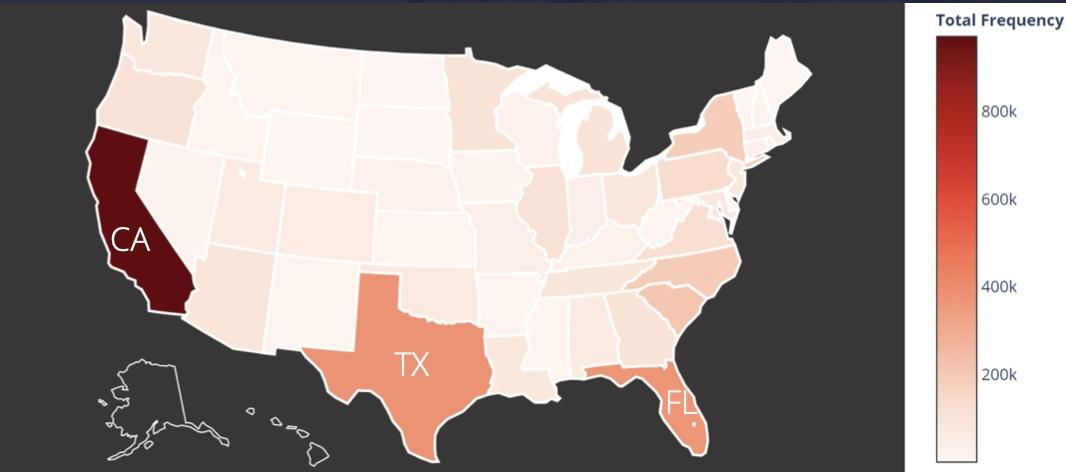 Total Frequency
800k
600k
400k
200k
CA
TX
FL